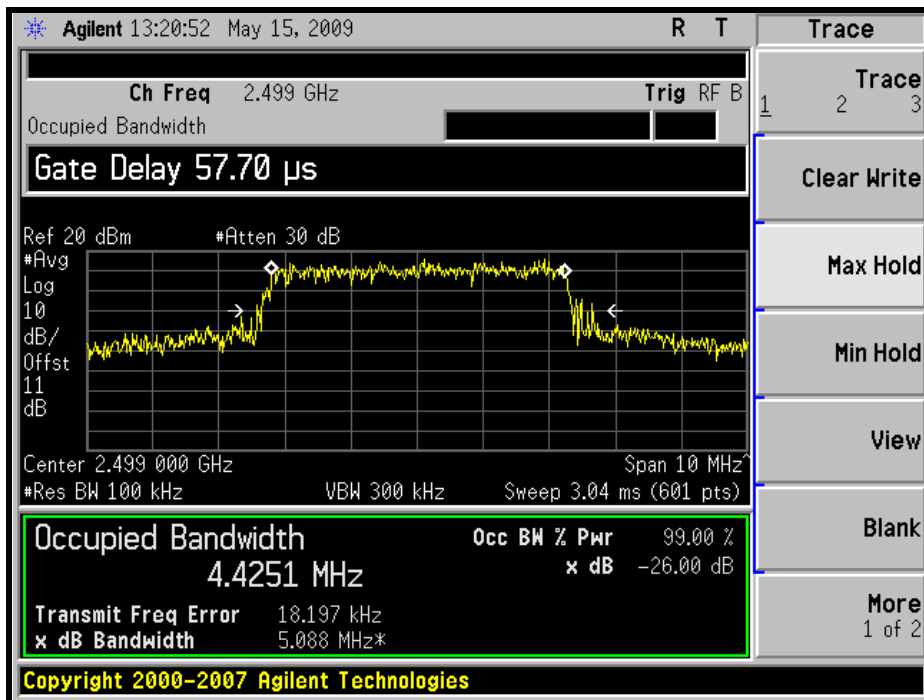 Agilent 13:20:52 May 15, 2009 R T
Trace
Ch Freq 2.499 GHz Trig RF B
Occupied Bandwidth
Gate Delay 57.70 µs
Ref 20 dBm #Atten 30 dB
#Avg
Log
10
dB/
Offst
11
dB
Center 2.499 000 GHz Span 10 MHz^
#Res BW 100 kHz VBW 300 kHz Sweep 3.04 ms (601 pts)
Occupied Bandwidth
4.4251 MHz
Occ BW % Pwr 99.00 %
x dB -26.00 dB
Transmit Freq Error 18.197 kHz
x dB Bandwidth 5.088 MHz*
Copyright 2000-2007 Agilent Technologies
Trace
1 2 3
Clear Write
Max Hold
Min Hold
View
Blank
More
1 of 2